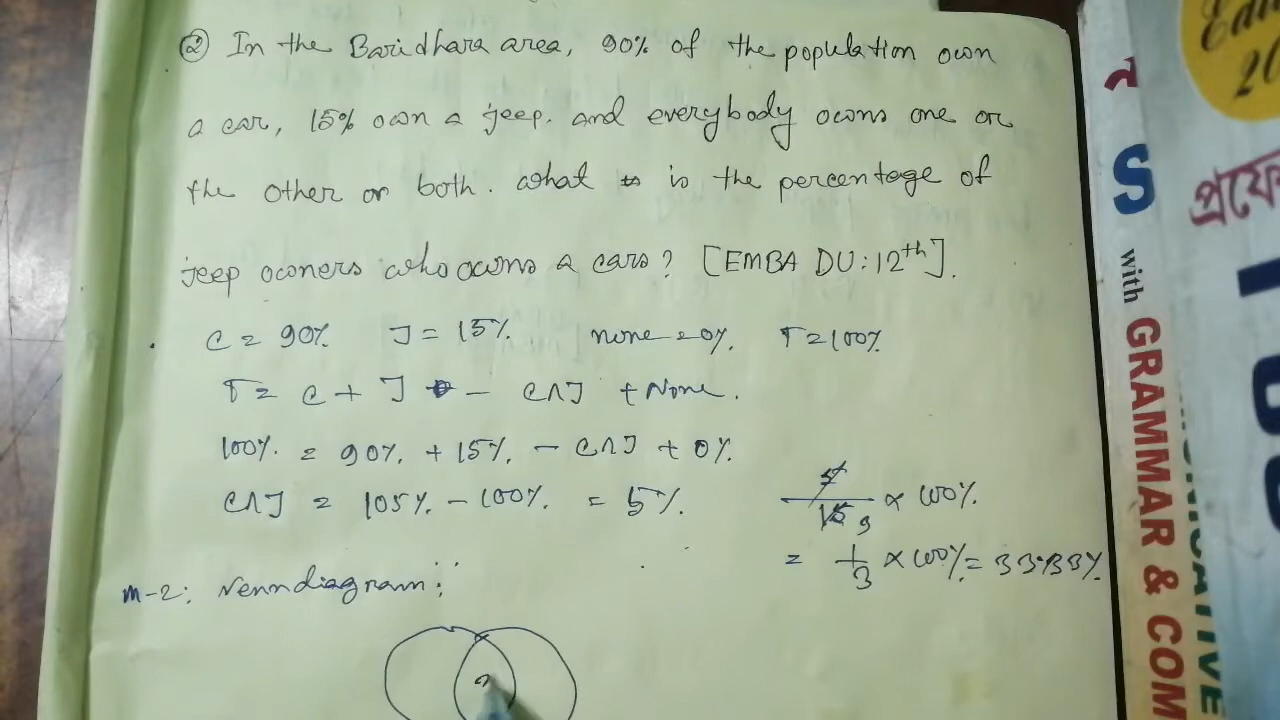 ② In the Baridhara area, 90% of the population own
a car, 15% own a jeep. and everybody owns one or
the other or both. what is the percentage of
jeep owners who owns a cars? [EMBA DU:12th].
C = 90% J = 15% none = 0% T = 100%
T = C + J - C∩J + None.
100% = 90% + 15% - C∩J + 0%
C∩J = 105% - 100% = 5%
5/15 3 × 100%
= 1/3 × 100% = 33.33%
m-2: Venndiagram:
S with GRAMMAR & COM